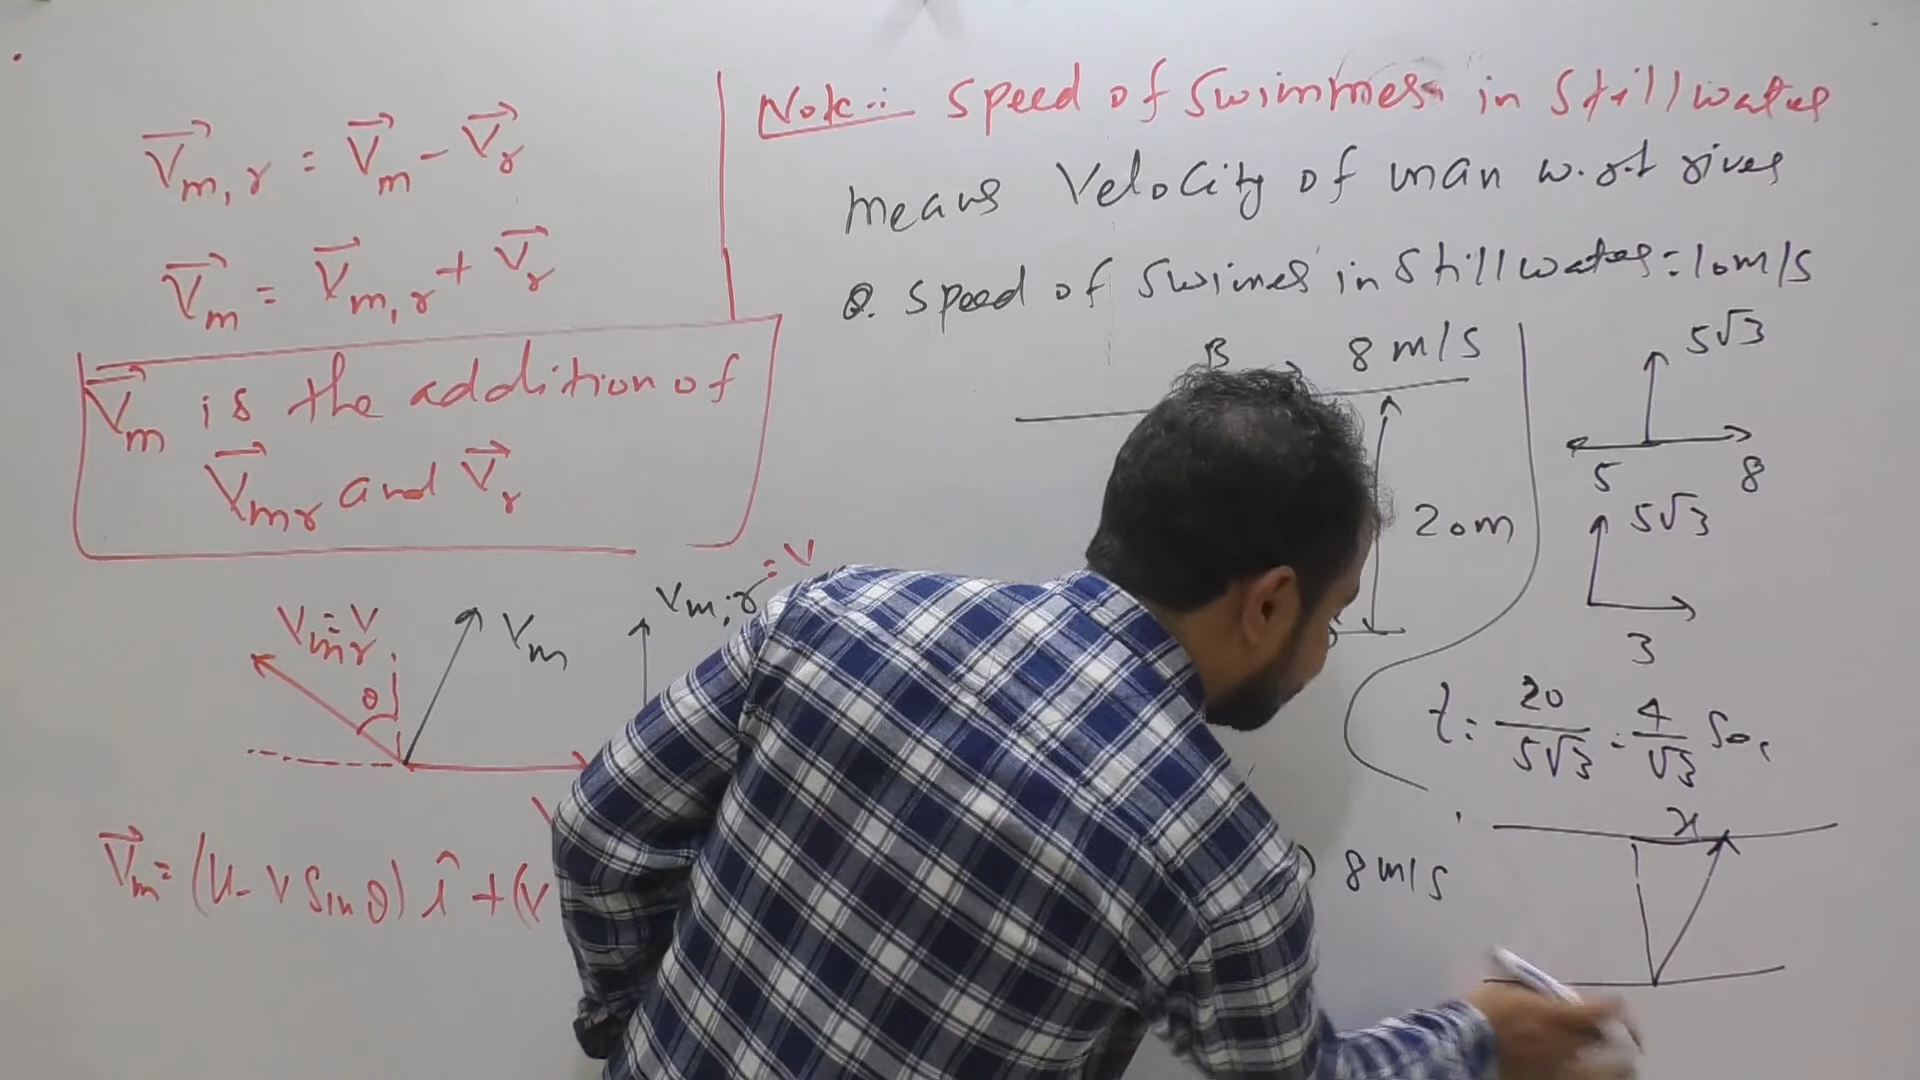 V⃗m,r = V⃗m - V⃗r
V⃗m = V⃗m,r + V⃗r
V⃗m is the addition of
V⃗mr and V⃗r
Vmr = V
θ
Vm
Vm,r = V
V⃗m = (u - V Sin θ) î + (V
Note :- Speed of Swimmer in Still water
means Velocity of man w.r.t river
Q. Speed of Swimer in Still water = 10m/s
B
8 m/s
20m
8 m/s
5√3
5
8
5√3
3
t = 20/5√3 = 4/√3 Sec
x